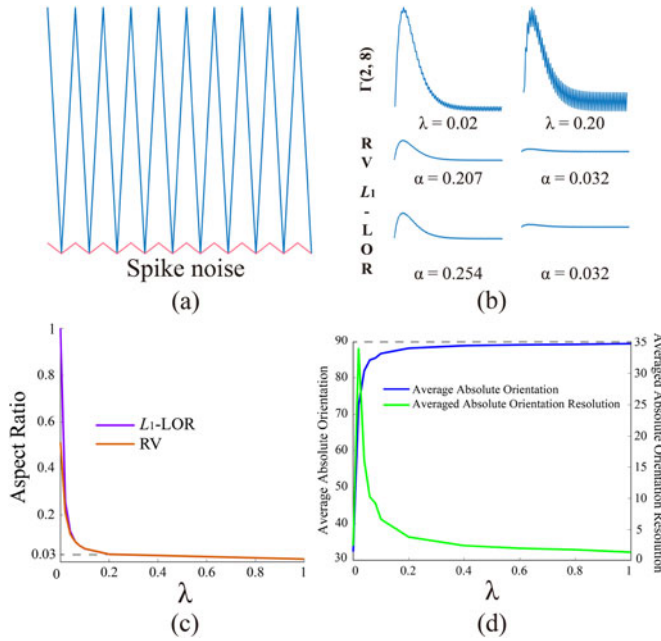 Spike noise
(a)
Γ(2, 8)
λ = 0.02
λ = 0.20
RV
α = 0.207
α = 0.032
L1-LOR
α = 0.254
α = 0.032
(b)
Aspect Ratio
1
0.8
0.6
0.4
0.2
0.03
0
0.2
0.4
0.6
0.8
1
L1-LOR
RV
λ
(c)
Average Absolute Orientation
90
80
70
60
50
40
30
0
0.2
0.4
0.6
0.8
1.0
Average Absolute Orientation
Averaged Absolute Orientation Resolution
35
30
25
20
15
10
5
0
Averaged Absolute Orientation Resolution
λ
(d)